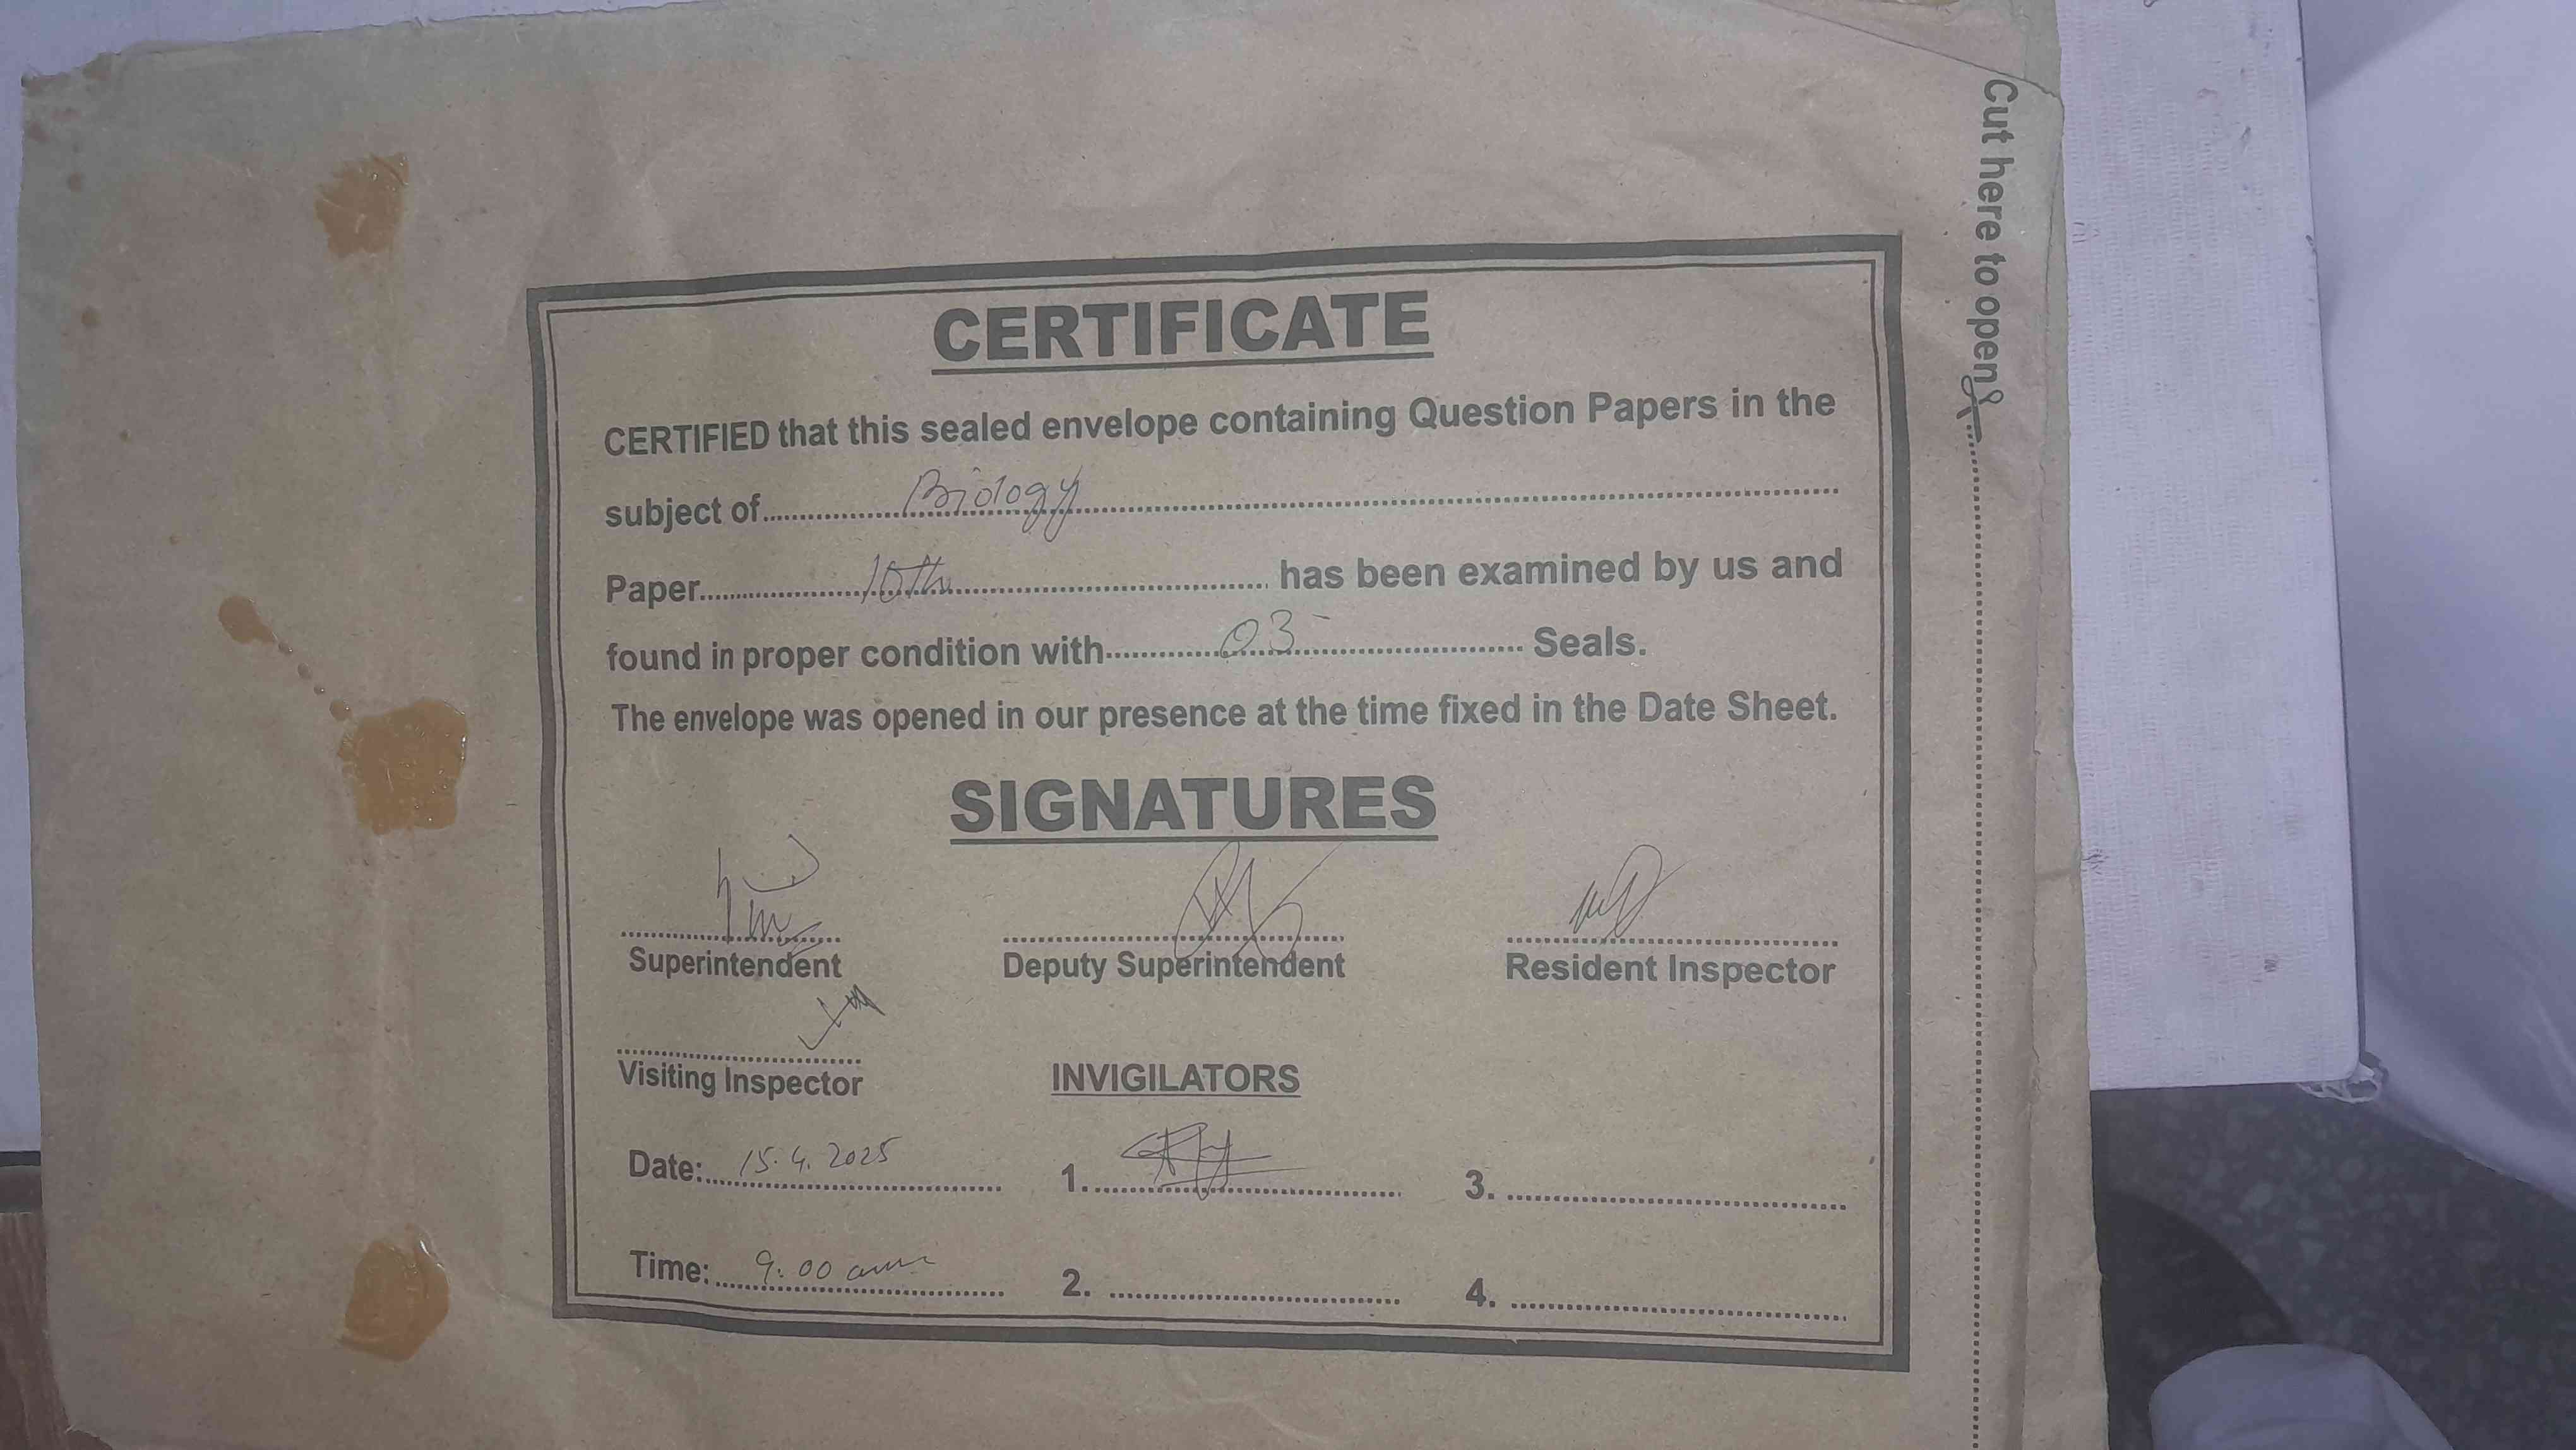 Cut here to open
CERTIFICATE
CERTIFIED that this sealed envelope containing Question Papers in the
subject of Biology
Paper 10th has been examined by us and
found in proper condition with 03 Seals.
The envelope was opened in our presence at the time fixed in the Date Sheet.
SIGNATURES
Superintendent Deputy Superintendent Resident Inspector
Visiting Inspector INVIGILATORS
Date: 15.4.2025 1. 3.
Time: 9:00 am 2. 4.